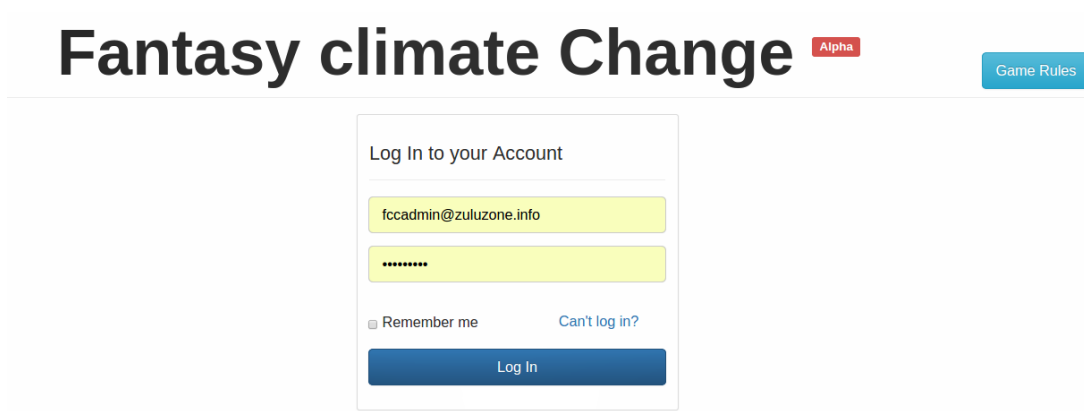 Fantasy climate Change Alpha
Game Rules
Log In to your Account
fccadmin@zuluzone.info
•••••••••
Remember me Can't log in?
Log In